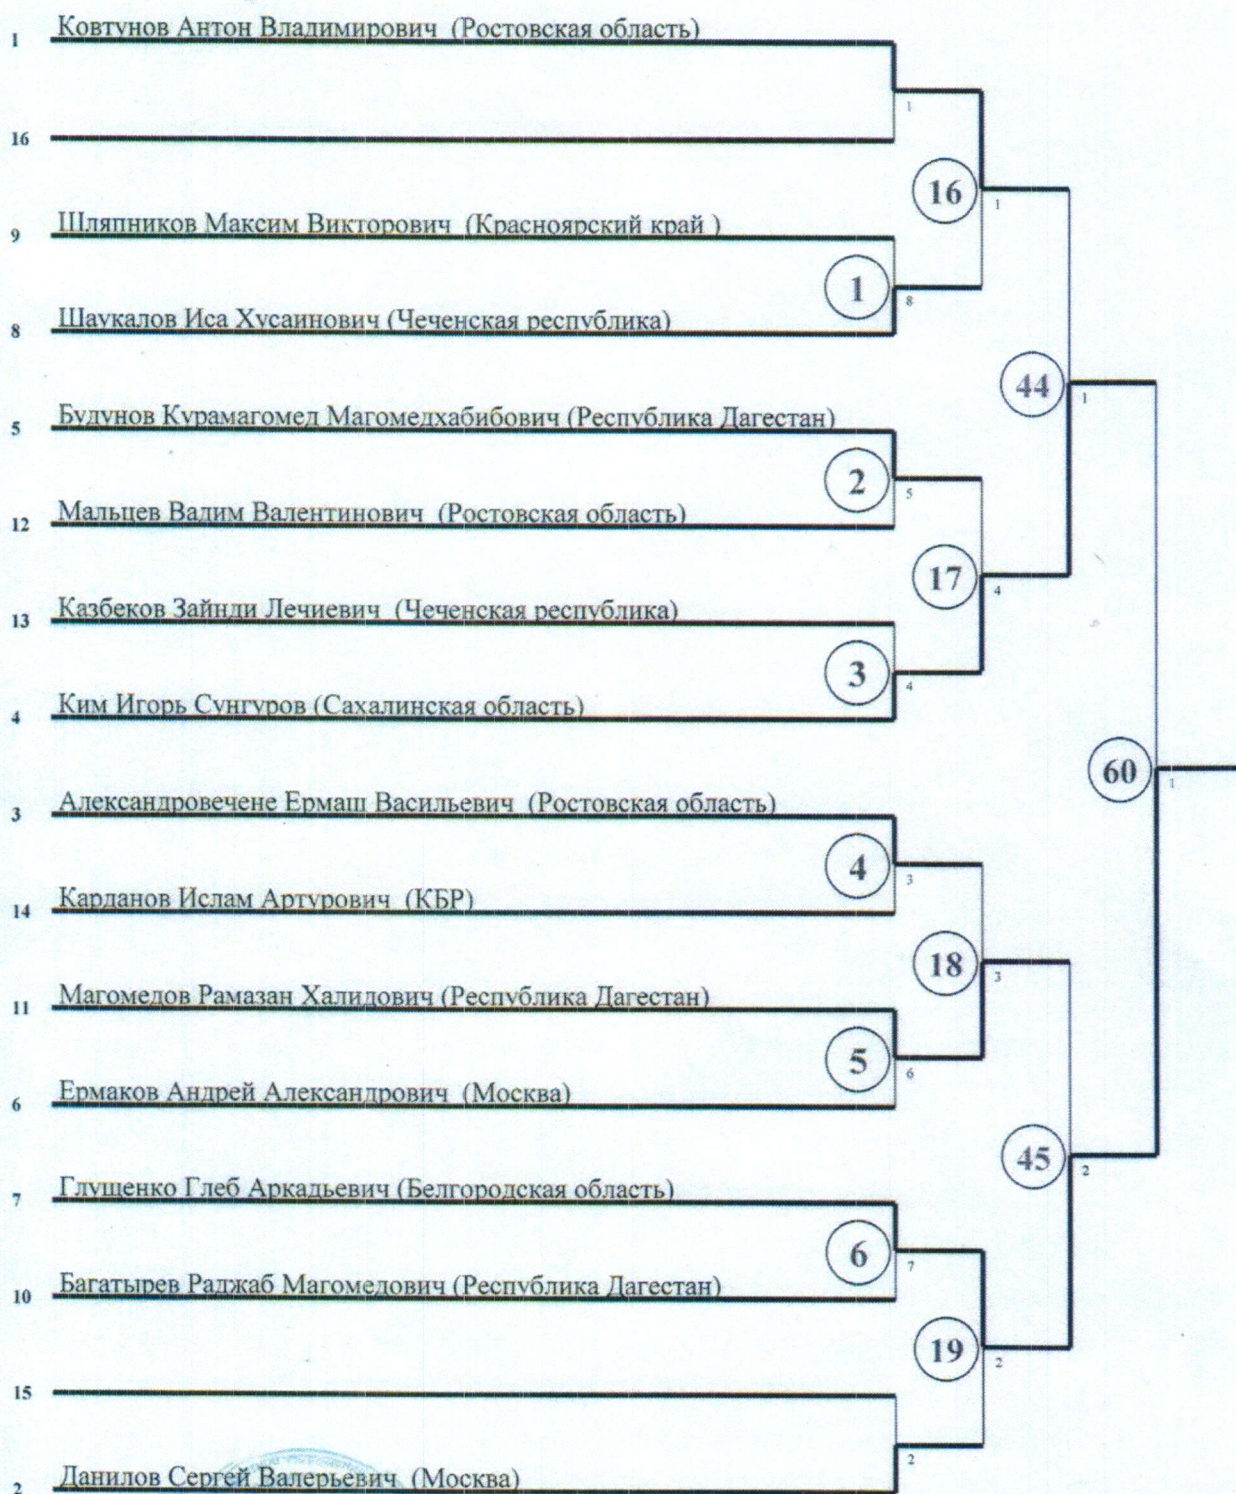 1 Ковтунов Антон Владимирович (Ростовская область)
1
16
16
1
9 Шляпников Максим Викторович (Красноярский край )
1
8
8 Шаукалов Иса Хусаинович (Чеченская республика)
44
1
5 Будунов Курамагомед Магомедхабибович (Республика Дагестан)
2
5
12 Мальцев Вадим Валентинович (Ростовская область)
17
4
13 Казбеков Зайнди Лечиевич (Чеченская республика)
3
4
4 Ким Игорь Сунгуров (Сахалинская область)
60
1
3 Александровечене Ермаш Васильевич (Ростовская область)
4
3
14 Карданов Ислам Артурович (КБР)
18
3
11 Магомедов Рамазан Халидович (Республика Дагестан)
5
6
6 Ермаков Андрей Александрович (Москва)
45
2
7 Глущенко Глеб Аркадьевич (Белгородская область)
6
7
10 Багатырев Раджаб Магомедович (Республика Дагестан)
19
2
15
2
2 Данилов Сергей Валерьевич (Москва)